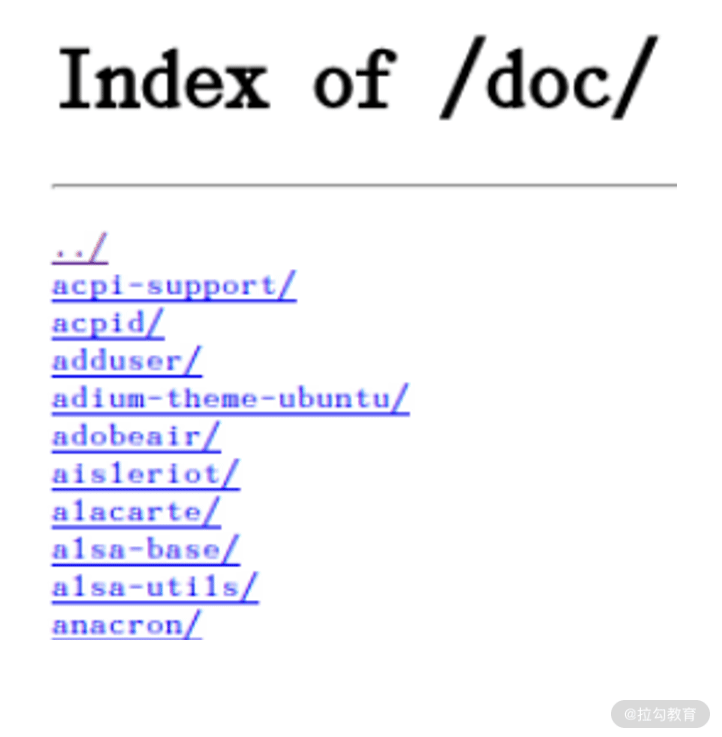 Index of /doc/
../
acpi-support/
acpid/
adduser/
adium-theme-ubuntu/
adobeair/
aisleriot/
alacarte/
alsa-base/
alsa-utils/
anacron/
@拉勾教育